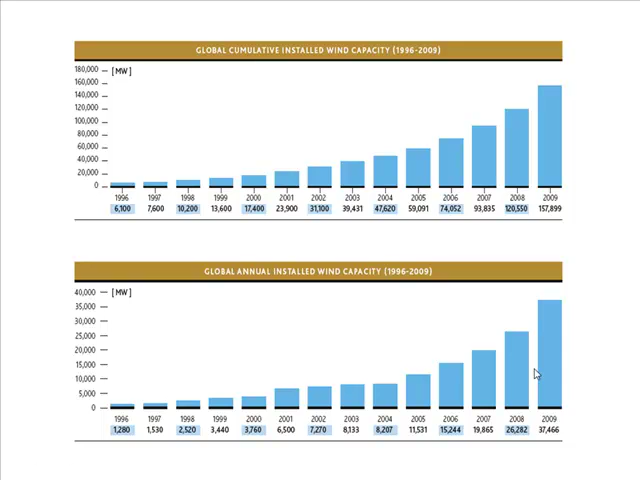 GLOBAL CUMULATIVE INSTALLED WIND CAPACITY (1996-2009)
180,000 [ MW ]
160,000
140,000
120,000
100,000
80,000
60,000
40,000
20,000
0
1996 1997 1998 1999 2000 2001 2002 2003 2004 2005 2006 2007 2008 2009
6,100 7,600 10,200 13,600 17,400 23,900 31,100 39,431 47,620 59,091 74,052 93,835 120,550 157,899
GLOBAL ANNUAL INSTALLED WIND CAPACITY (1996-2009)
40,000 [ MW ]
35,000
30,000
25,000
20,000
15,000
10,000
5,000
0
1996 1997 1998 1999 2000 2001 2002 2003 2004 2005 2006 2007 2008 2009
1,280 1,530 2,520 3,440 3,760 6,500 7,270 8,133 8,207 11,531 15,244 19,865 26,282 37,466